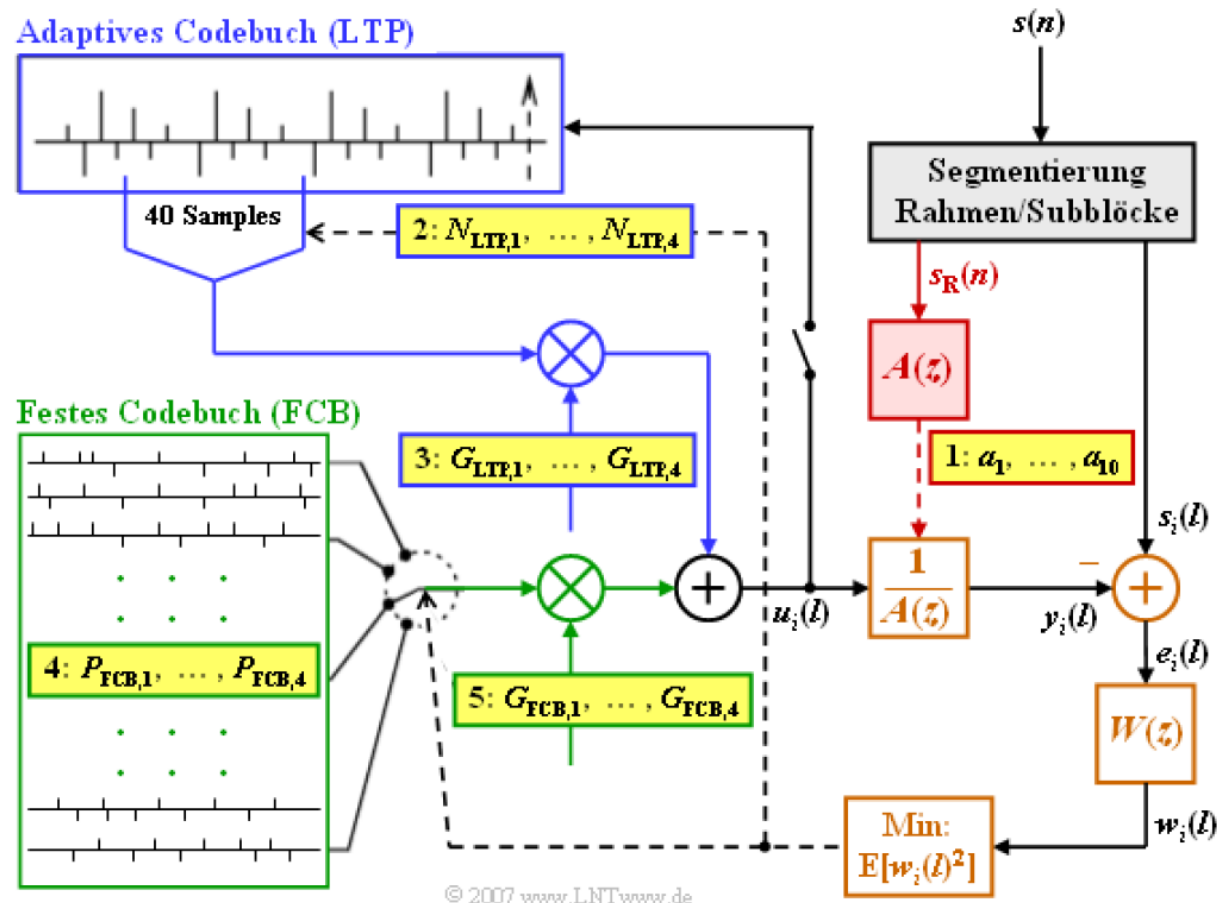 Adaptives Codebuch (LTP)
s(n)
Segmentierung
Rahmen/Subblöcke
40 Samples
2: N_LTP,1, … , N_LTP,4
s_R(n)
A(z)
Festes Codebuch (FCB)
3: G_LTP,1, … , G_LTP,4
1: a_1, … , a_10
s_i(l)
1
A(z)
–
+
+
u_i(l)
y_i(l)
e_i(l)
4: P_FCB,1, … , P_FCB,4
5: G_FCB,1, … , G_FCB,4
W(z)
w_i(l)
Min:
E[w_i(l)²]
© 2007 www.LNTwww.de